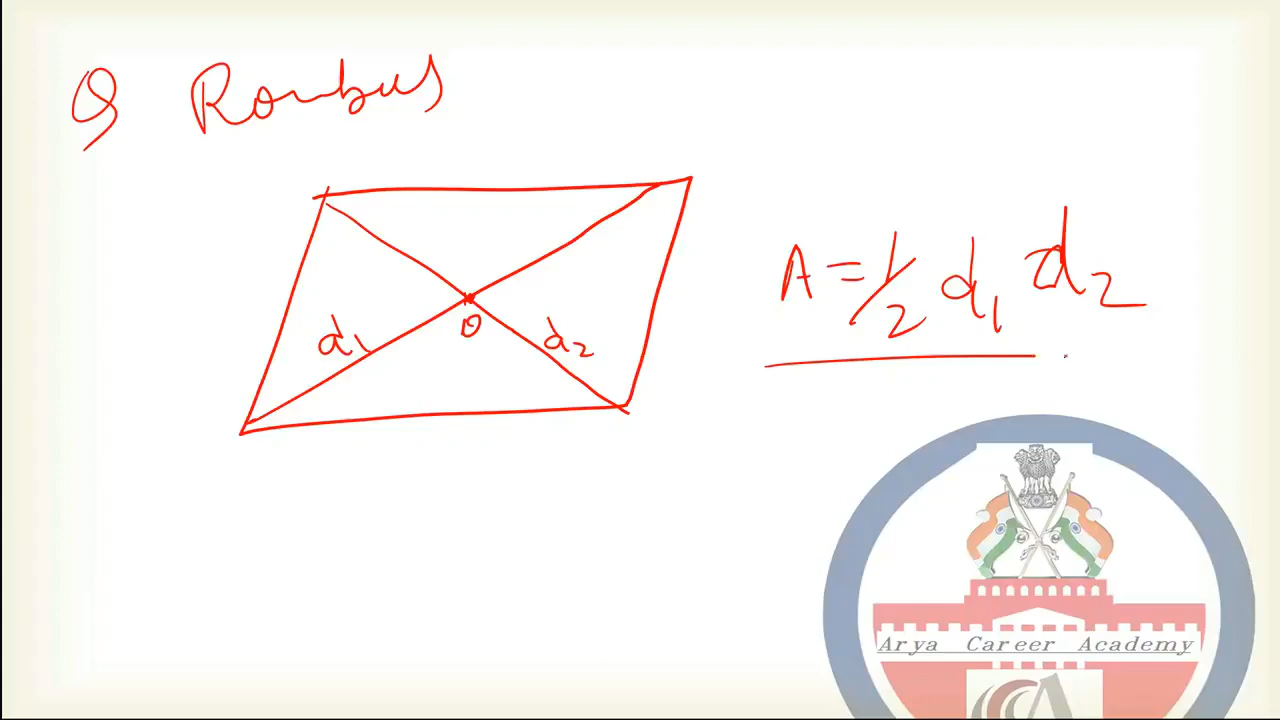 Q Rombus
A = 1/2 d1 d2
d1
O
d2
Arya Career Academy